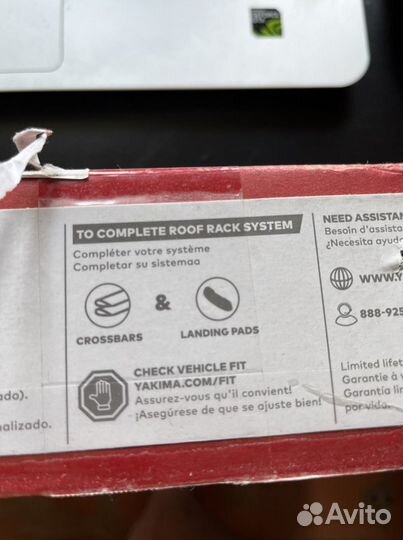 TO COMPLETE ROOF RACK SYSTEM
Compléter votre système
Completar su sistemaa
&
CROSSBARS
LANDING PADS
CHECK VEHICLE FIT
YAKIMA.COM/FIT
Assurez-vous qu'il convient!
¡Asegúrese de que se ajuste bien!
NEED ASSISTAN
Besoin d'assista
¿Necesita ayuda
WWW.Y
888-925
Limited lifet
Garantie à v
Garantía lim
por vida.
ado).
nalizado.
Avito